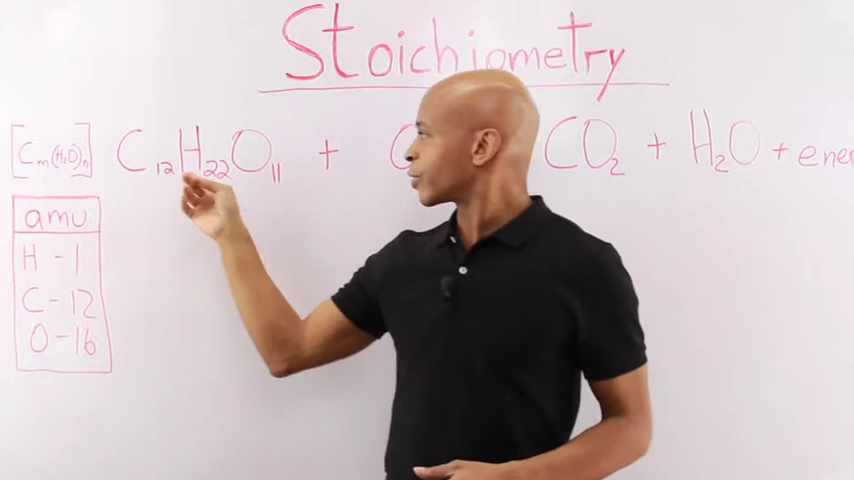 Stoichiometry
[Cₘ(H₂O)ₙ] C₁₂H₂₂O₁₁ + CO₂ + H₂O + ener
amu
H - 1
C - 12
O - 16